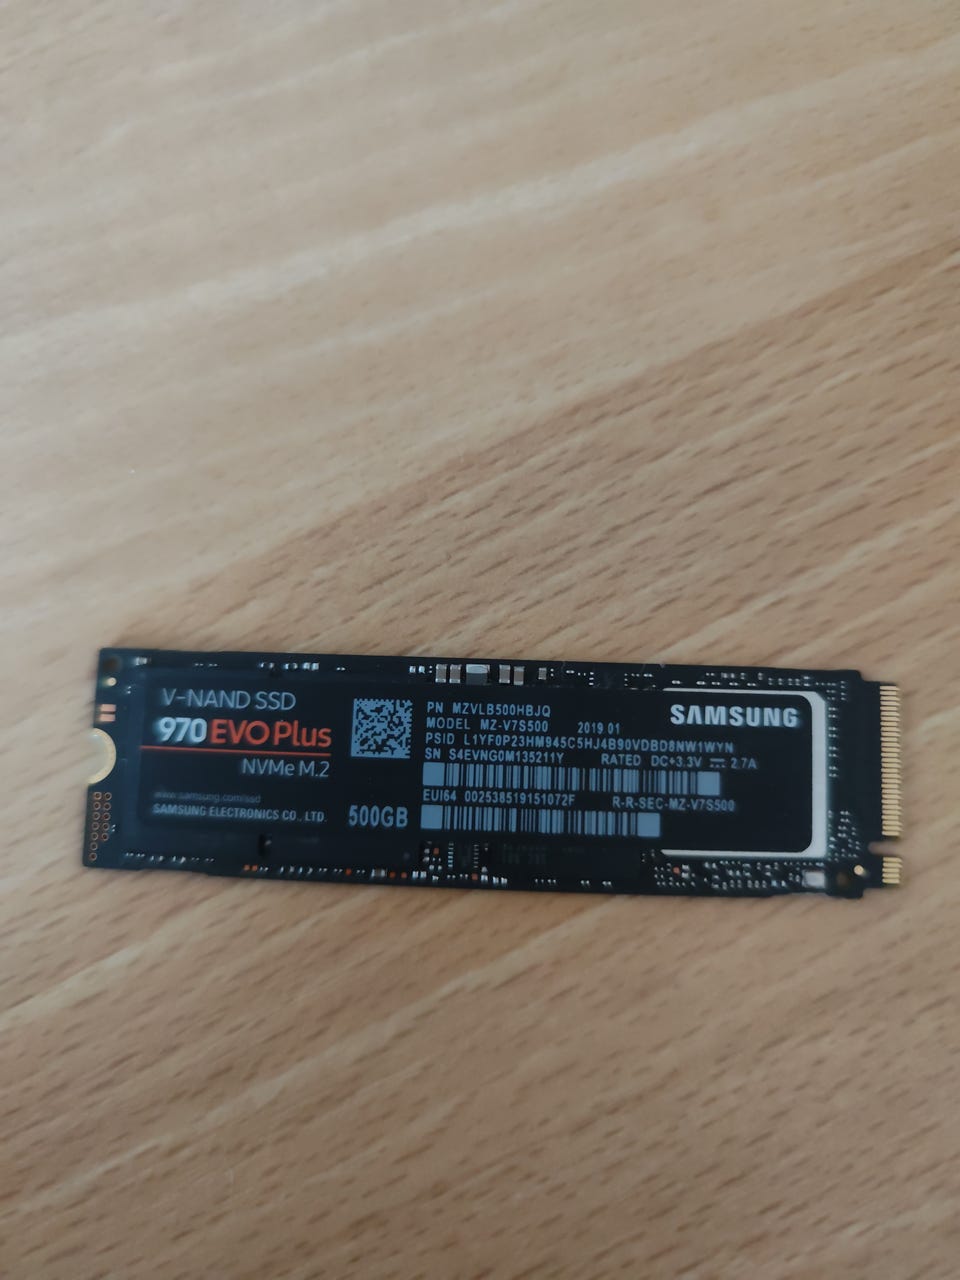 V-NAND SSD
970 EVO Plus
NVMe M.2
www.samsung.com/ssd
SAMSUNG ELECTRONICS CO., LTD.
500GB
PN MZVLB500HBJQ
MODEL MZ-V7S500 2019.01
PSID L1YF0P23HM945C5HJ4B90VDBD8NW1WYN
SN S4EVNG0M135211Y RATED DC+3.3V ⎓ 2.7A
EUI64 002538519151072F R-R-SEC-MZ-V7S500
SAMSUNG